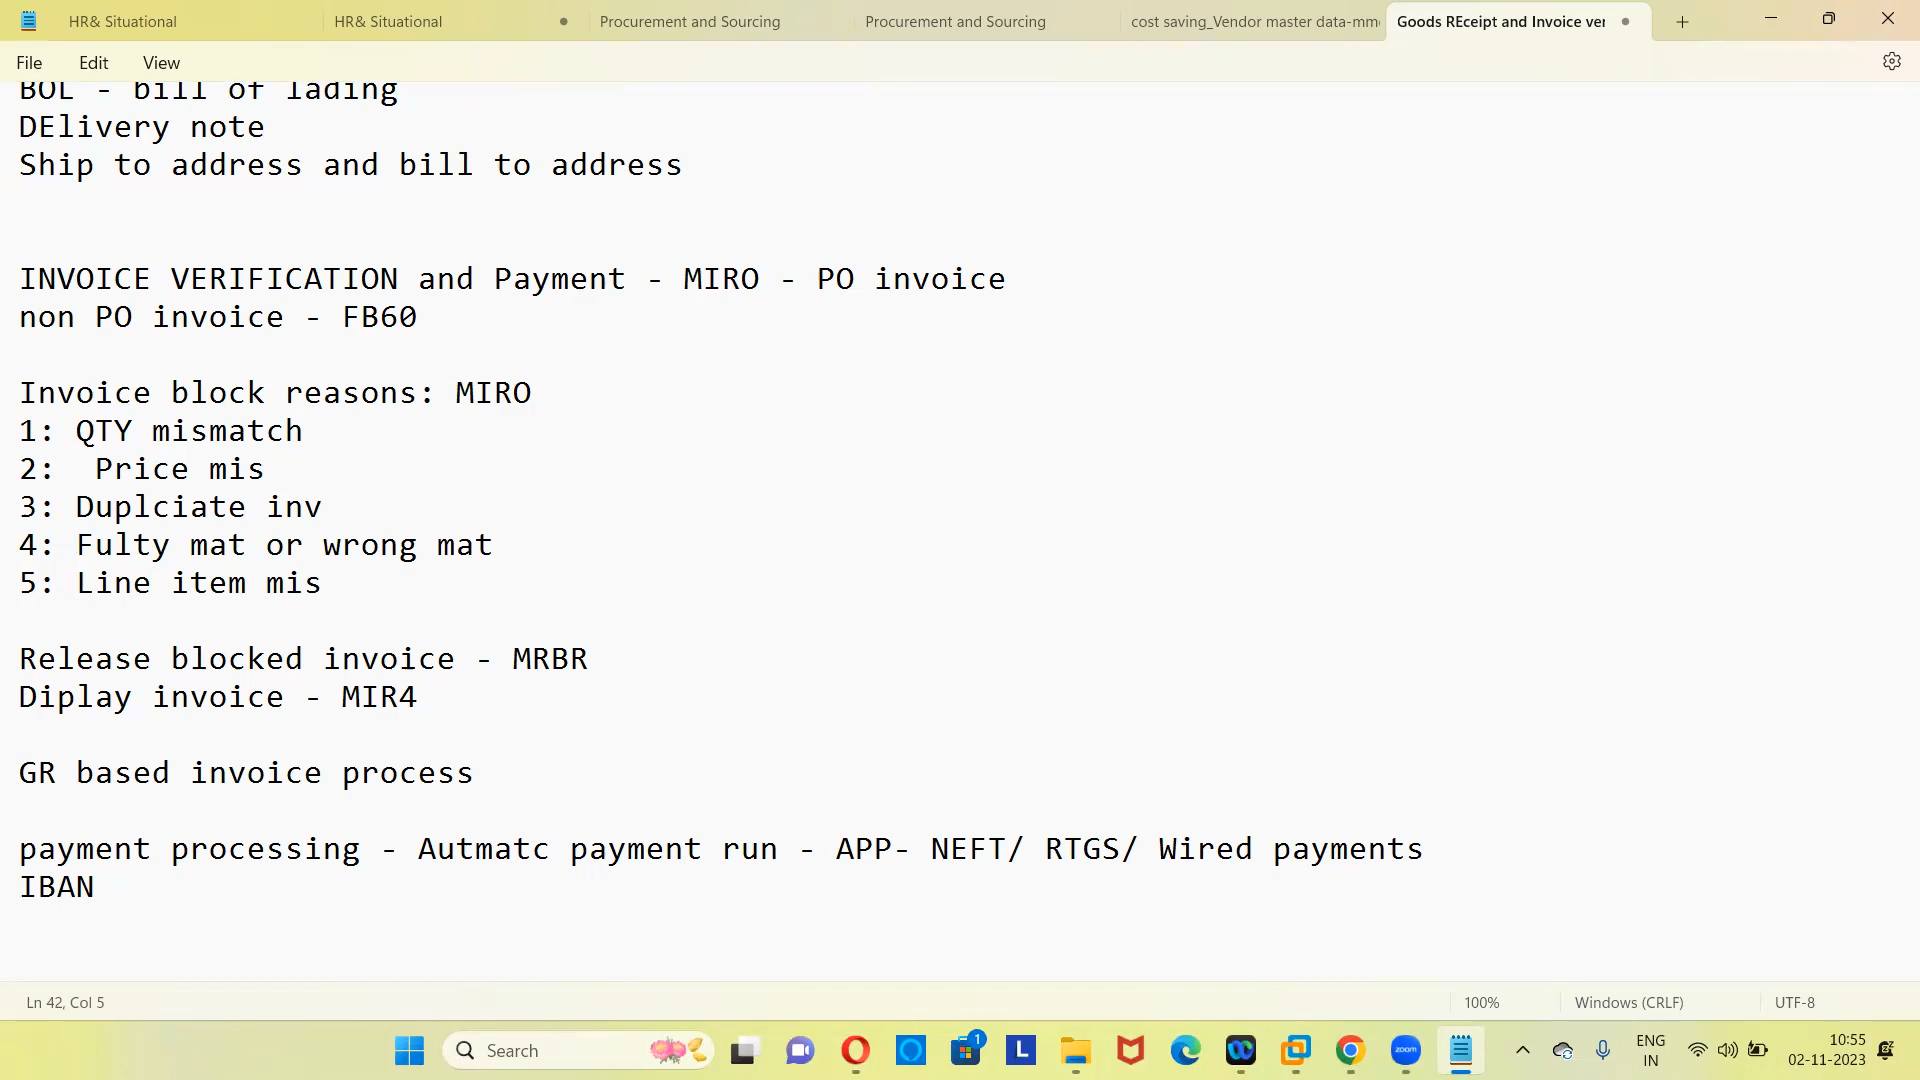 HR& Situational
HR& Situational
Procurement and Sourcing
Procurement and Sourcing
cost saving_Vendor master data-mm
Goods REceipt and Invoice ver
File
Edit
View
BOL - bill of lading
DElivery note
Ship to address and bill to address
INVOICE VERIFICATION and Payment - MIRO - PO invoice
non PO invoice - FB60
Invoice block reasons: MIRO
1: QTY mismatch
2:  Price mis
3: Duplciate inv
4: Fulty mat or wrong mat
5: Line item mis
Release blocked invoice - MRBR
Diplay invoice - MIR4
GR based invoice process
payment processing - Autmatc payment run - APP- NEFT/ RTGS/ Wired payments
IBAN
Ln 42, Col 5
100%
Windows (CRLF)
UTF-8
Search
1
L
zoom
ENG
IN
10:55
02-11-2023